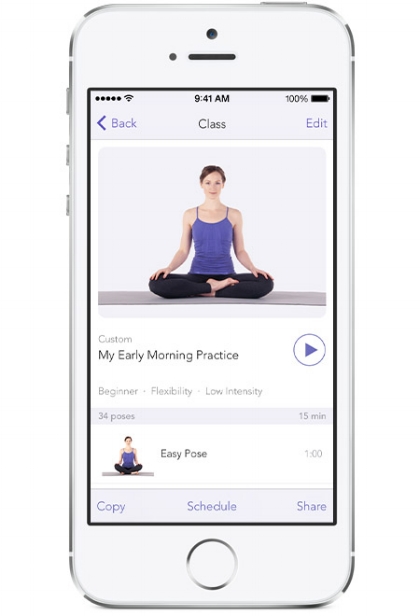 9:41 AM 100%
Back Class Edit
Custom
My Early Morning Practice
Beginner · Flexibility · Low Intensity
34 poses 15 min
Easy Pose 1:00
Copy Schedule Share